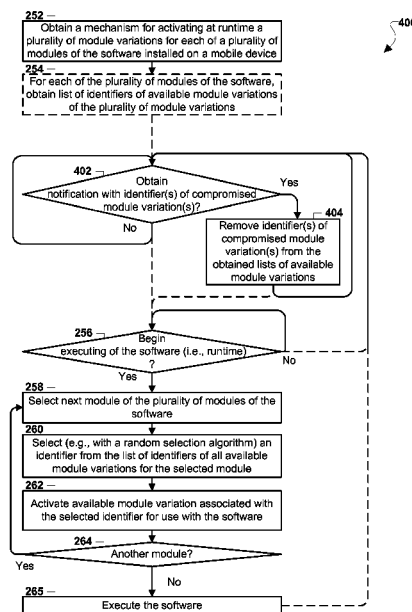 400
252
Obtain a mechanism for activating at runtime a
plurality of module variations for each of a plurality of
modules of the software installed on a mobile device
254
For each of the plurality of modules of the software,
obtain list of identifiers of available module variations
of the plurality of module variations
402
Obtain
notification with identifier(s) of compromised
module variation(s)?
Yes
No
404
Remove identifier(s) of
compromised module
variation(s) from the
obtained lists of available
module variations
256
Begin
executing of the software (i.e., runtime)
?
No
Yes
258
Select next module of the plurality of modules of the
software
260
Select (e.g., with a random selection algorithm) an
identifier from the list of identifiers of all available
module variations for the selected module
262
Activate available module variation associated with
the selected identifier for use with the software
264
Another module?
Yes
No
265
Execute the software